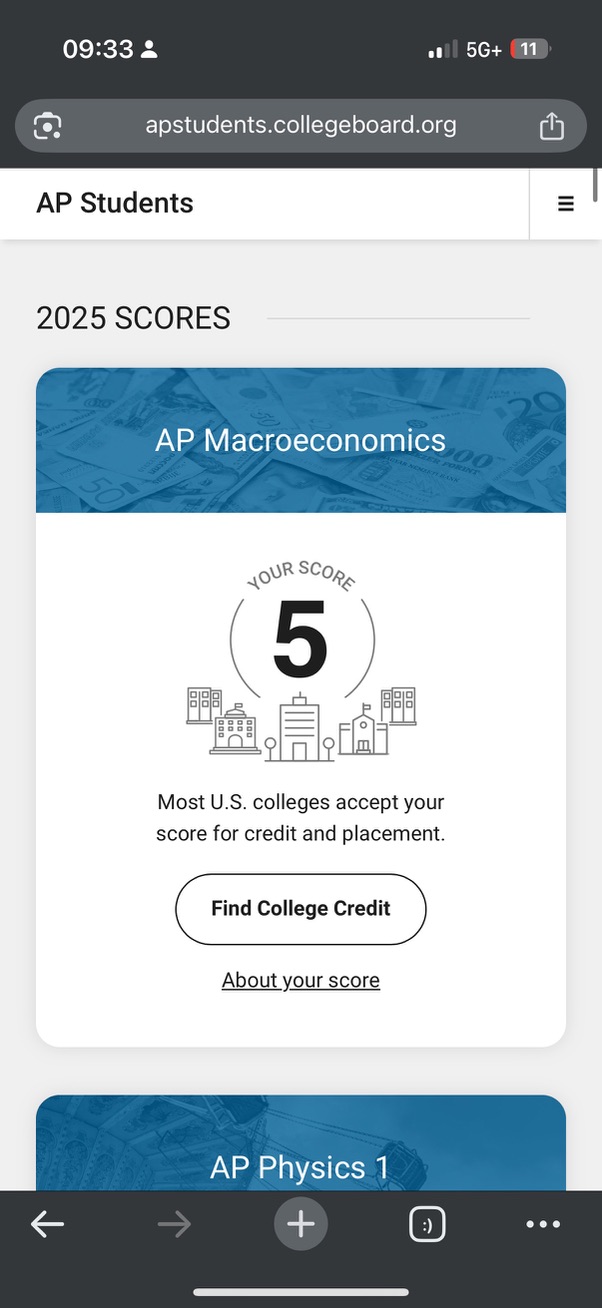 09:33
5G+
11
apstudents.collegeboard.org
AP Students
2025 SCORES
AP Macroeconomics
YOUR SCORE
5
Most U.S. colleges accept your
score for credit and placement.
Find College Credit
About your score
AP Physics 1
:)